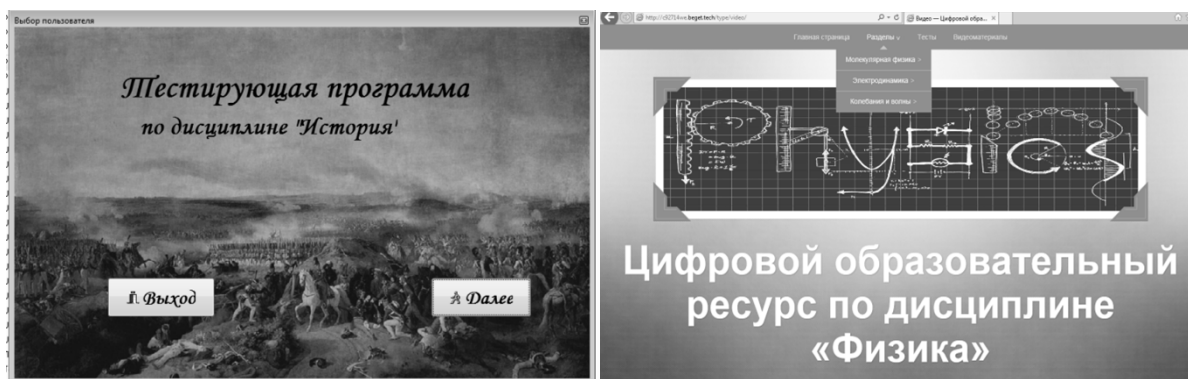 Выбор пользователя
Тестирующая программа
по дисциплине "История"
Выход
Далее
Видео — Цифровой обра...
Главная страница
Разделы
Тесты
Видеоматериалы
Молекулярная физика >
Электродинамика >
Колебания и волны >
Цифровой образовательный
ресурс по дисциплине
«Физика»